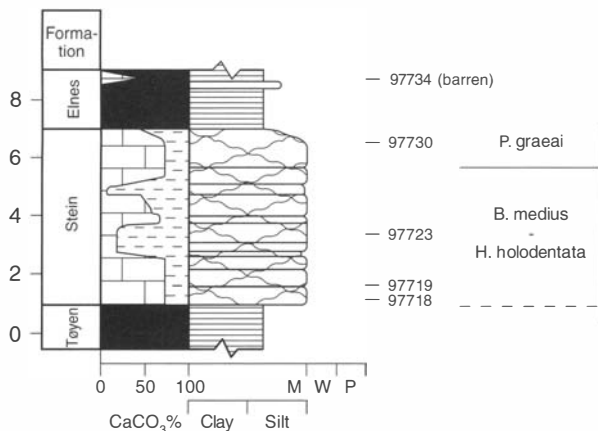 Forma-
tion
Elnes
Stein
Tøyen
8
6
4
2
0
97734 (barren)
97730
97723
97719
97718
P. graeai
B. medius
-
H. holodentata
0 50 100 M W P
CaCO3% Clay Silt